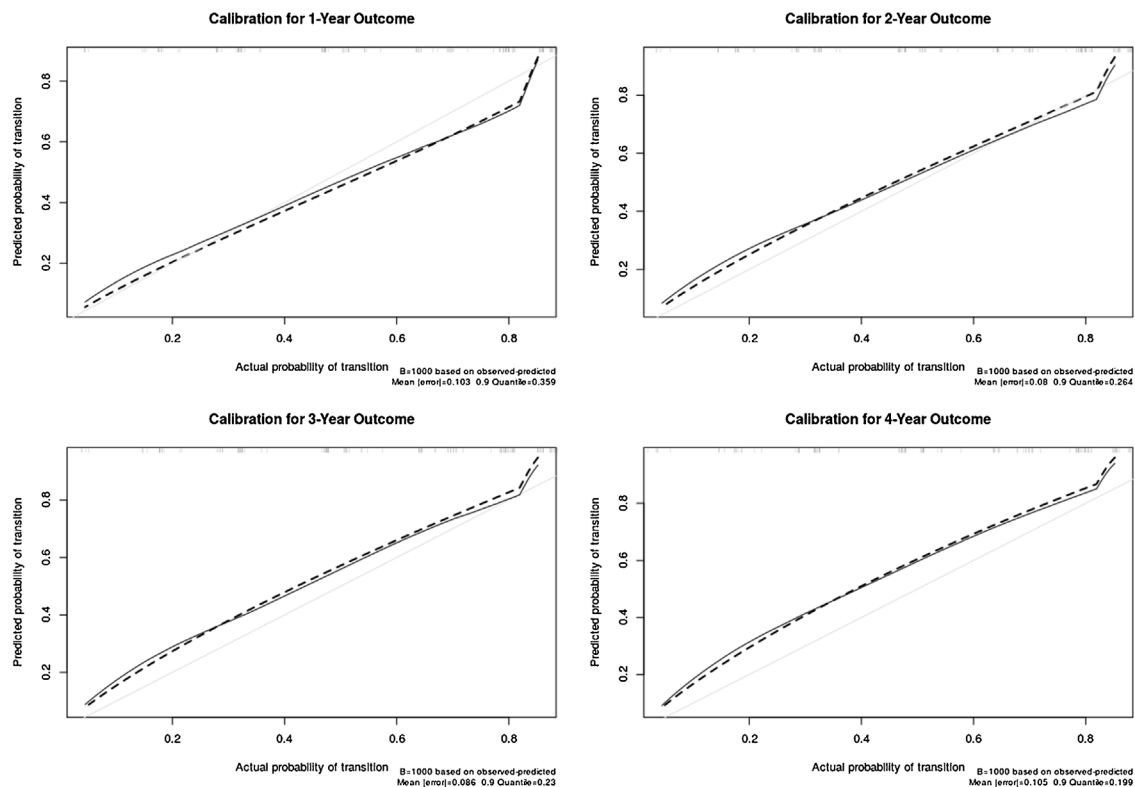 Calibration for 1-Year Outcome
Predicted probability of transition
0.8
0.6
0.4
0.2
0.2 0.4 0.6 0.8
Actual probability of transition
B=1000 based on observed-predicted
Mean |error|=0.103 0.9 Quantile=0.359
Calibration for 2-Year Outcome
Predicted probability of transition
0.8
0.6
0.4
0.2
0.2 0.4 0.6 0.8
Actual probability of transition
B=1000 based on observed-predicted
Mean |error|=0.08 0.9 Quantile=0.264
Calibration for 3-Year Outcome
Predicted probability of transition
0.8
0.6
0.4
0.2
0.2 0.4 0.6 0.8
Actual probability of transition
B=1000 based on observed-predicted
Mean |error|=0.086 0.9 Quantile=0.23
Calibration for 4-Year Outcome
Predicted probability of transition
0.8
0.6
0.4
0.2
0.2 0.4 0.6 0.8
Actual probability of transition
B=1000 based on observed-predicted
Mean |error|=0.105 0.9 Quantile=0.199